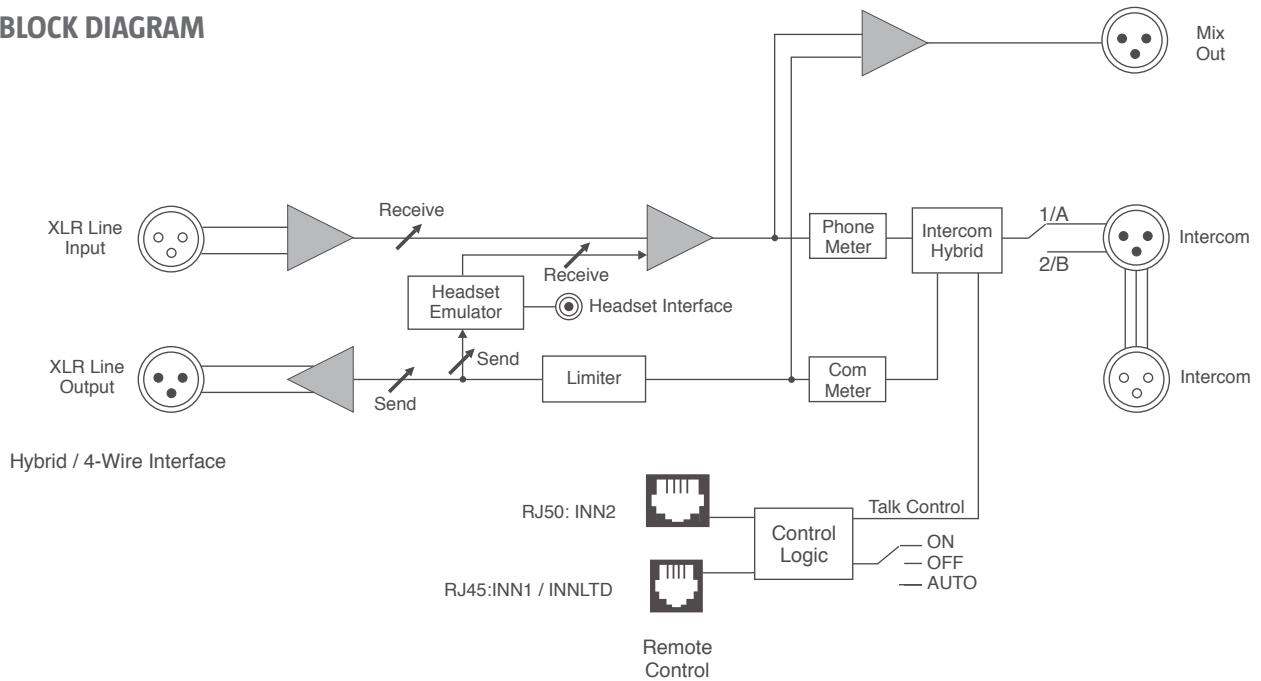 BLOCK DIAGRAM
Mix
Out
XLR Line
Input
Receive
Receive
Phone
Meter
Intercom
Hybrid
1/A
2/B
Intercom
Headset
Emulator
Headset Interface
XLR Line
Output
Send
Send
Limiter
Com
Meter
Intercom
Hybrid / 4-Wire Interface
RJ50: INN2
Control
Logic
Talk Control
ON
OFF
AUTO
RJ45:INN1 / INNLTD
Remote
Control